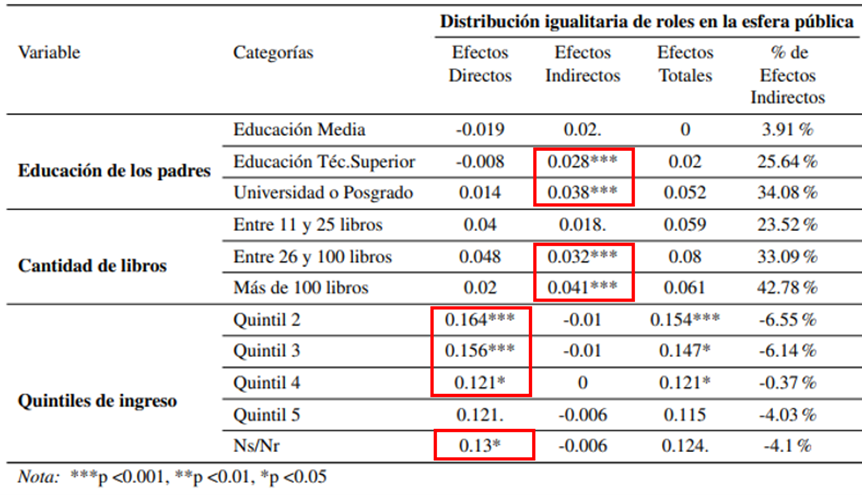 Distribución igualitaria de roles en la esfera pública
Variable Categorías Efectos Directos Efectos Indirectos Efectos Totales % de Efectos Indirectos
Educación de los padres
Educación Media -0.019 0.02. 0 3.91 %
Educación Téc.Superior -0.008 0.028*** 0.02 25.64 %
Universidad o Posgrado 0.014 0.038*** 0.052 34.08 %
Cantidad de libros
Entre 11 y 25 libros 0.04 0.018. 0.059 23.52 %
Entre 26 y 100 libros 0.048 0.032*** 0.08 33.09 %
Más de 100 libros 0.02 0.041*** 0.061 42.78 %
Quintiles de ingreso
Quintil 2 0.164*** -0.01 0.154*** -6.55 %
Quintil 3 0.156*** -0.01 0.147* -6.14 %
Quintil 4 0.121* 0 0.121* -0.37 %
Quintil 5 0.121. -0.006 0.115 -4.03 %
Ns/Nr 0.13* -0.006 0.124. -4.1 %
Nota: ***p <0.001, **p <0.01, *p <0.05